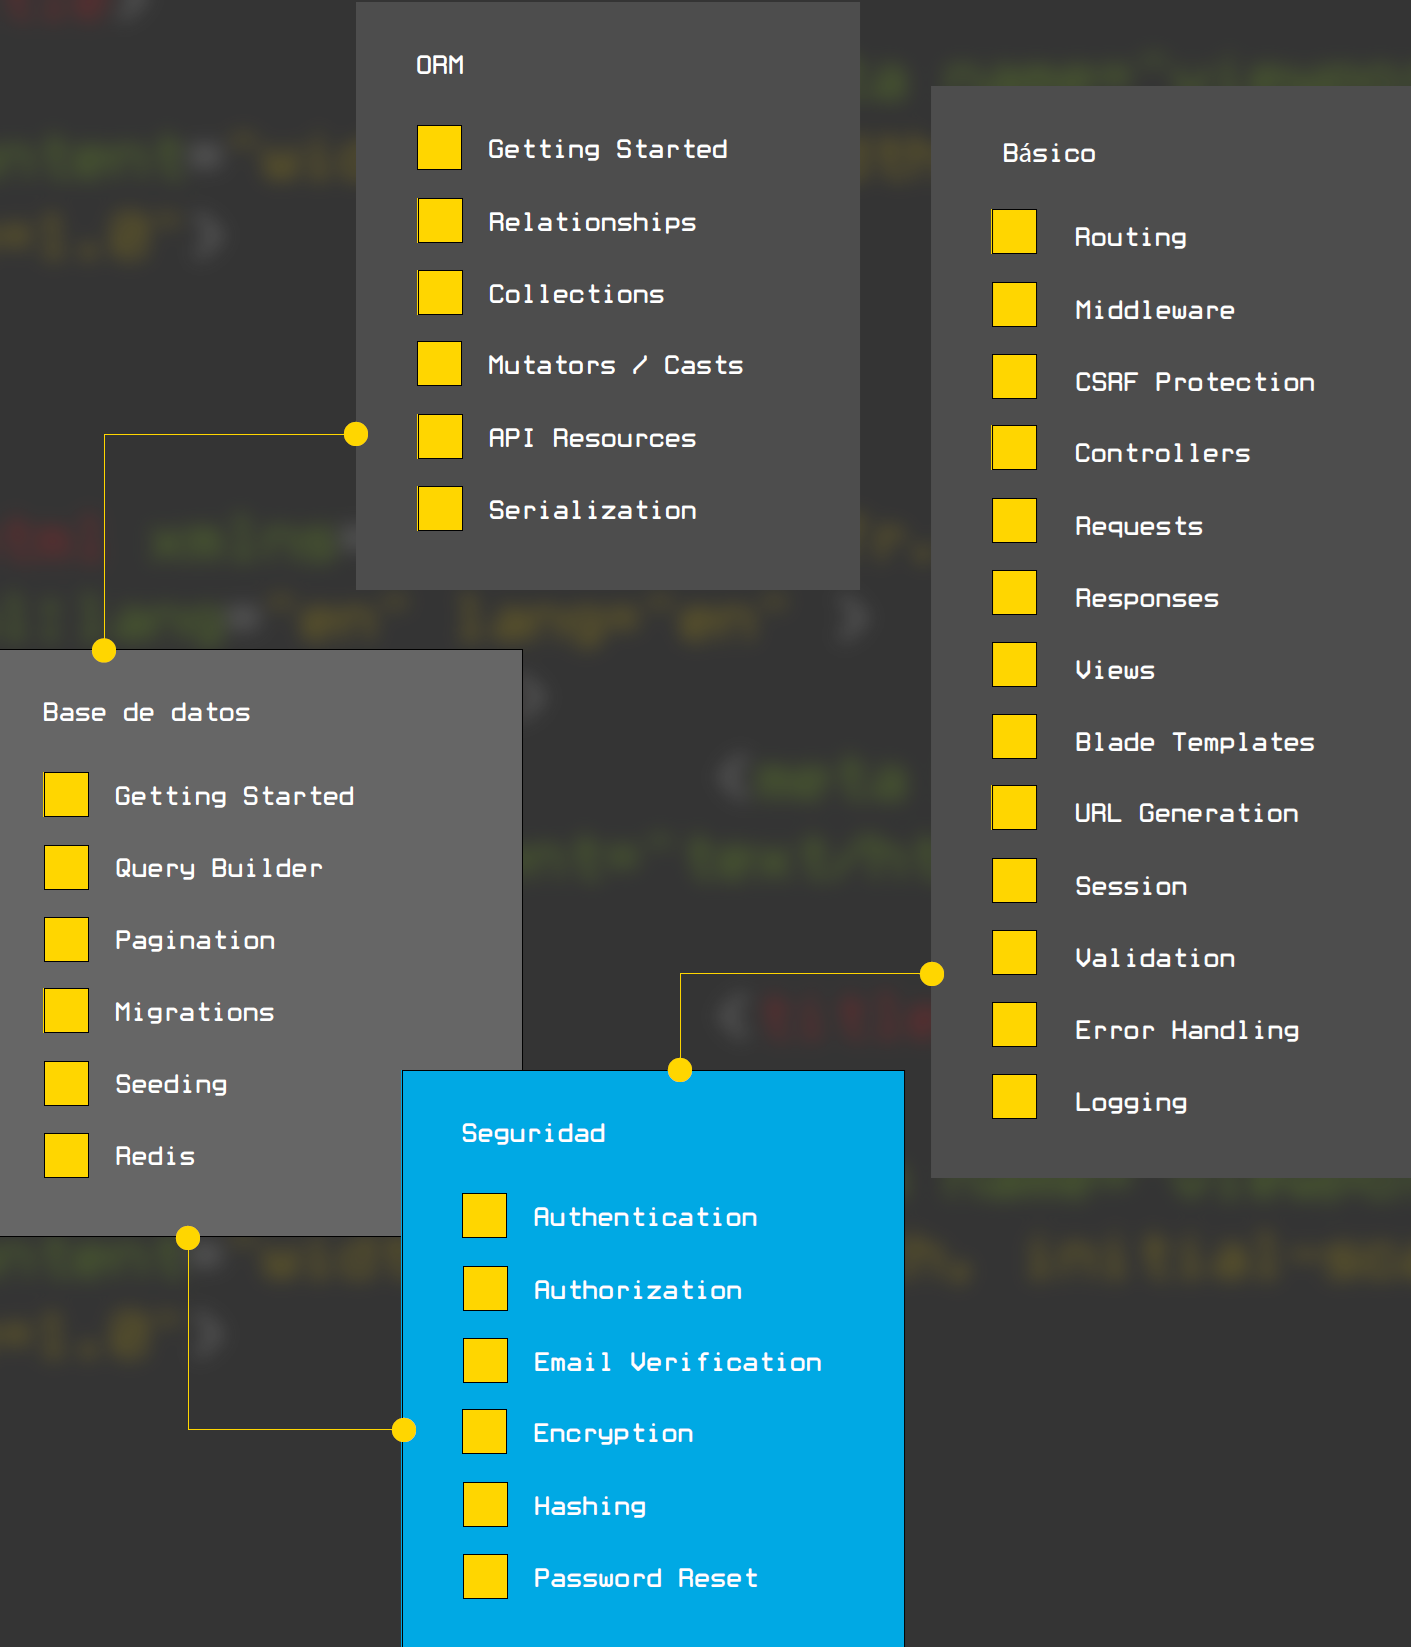 ORM
Getting Started
Relationships
Collections
Mutators / Casts
API Resources
Serialization
Básico
Routing
Middleware
CSRF Protection
Controllers
Requests
Responses
Views
Blade Templates
URL Generation
Session
Validation
Error Handling
Logging
Base de datos
Getting Started
Query Builder
Pagination
Migrations
Seeding
Redis
Seguridad
Authentication
Authorization
Email Verification
Encryption
Hashing
Password Reset